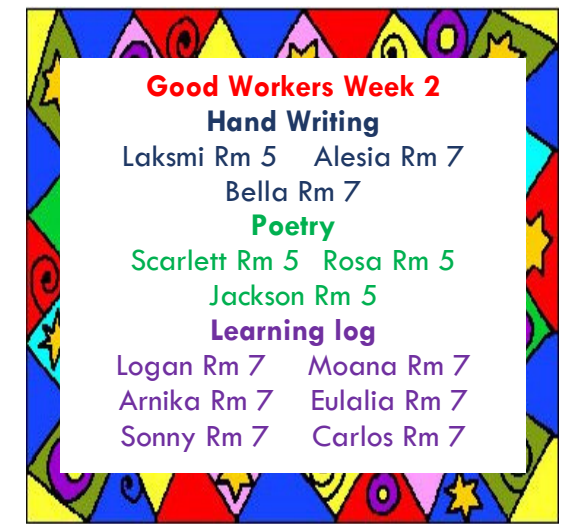 Good Workers Week 2
Hand Writing
Laksmi Rm 5 Alesia Rm 7
Bella Rm 7
Poetry
Scarlett Rm 5 Rosa Rm 5
Jackson Rm 5
Learning log
Logan Rm 7 Moana Rm 7
Arnika Rm 7 Eulalia Rm 7
Sonny Rm 7 Carlos Rm 7